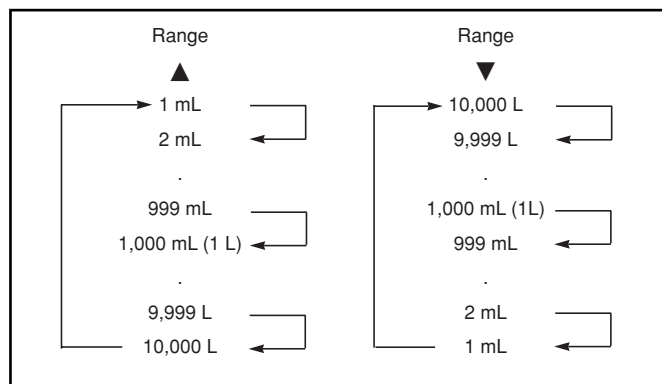 Range
▲
1 mL
2 mL
.
999 mL
1,000 mL (1 L)
.
9,999 L
10,000 L
Range
▼
10,000 L
9,999 L
.
1,000 mL (1L)
999 mL
.
2 mL
1 mL